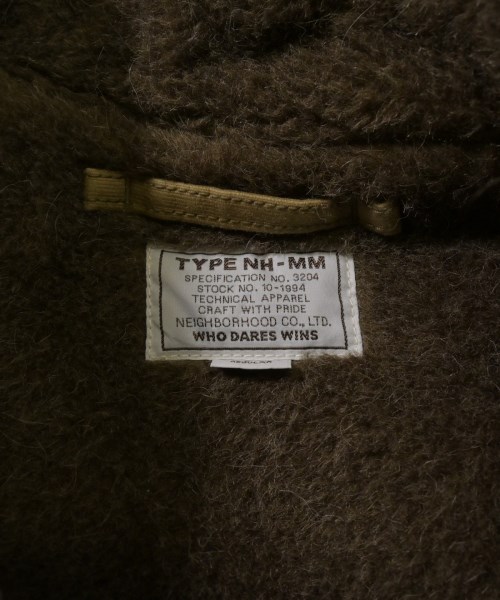 TYPE NH-MM
SPECIFICATION NO. 3204
STOCK NO. 10-1994
TECHNICAL APPAREL
CRAFT WITH PRIDE
NEIGHBORHOOD CO., LTD.
WHO DARES WINS